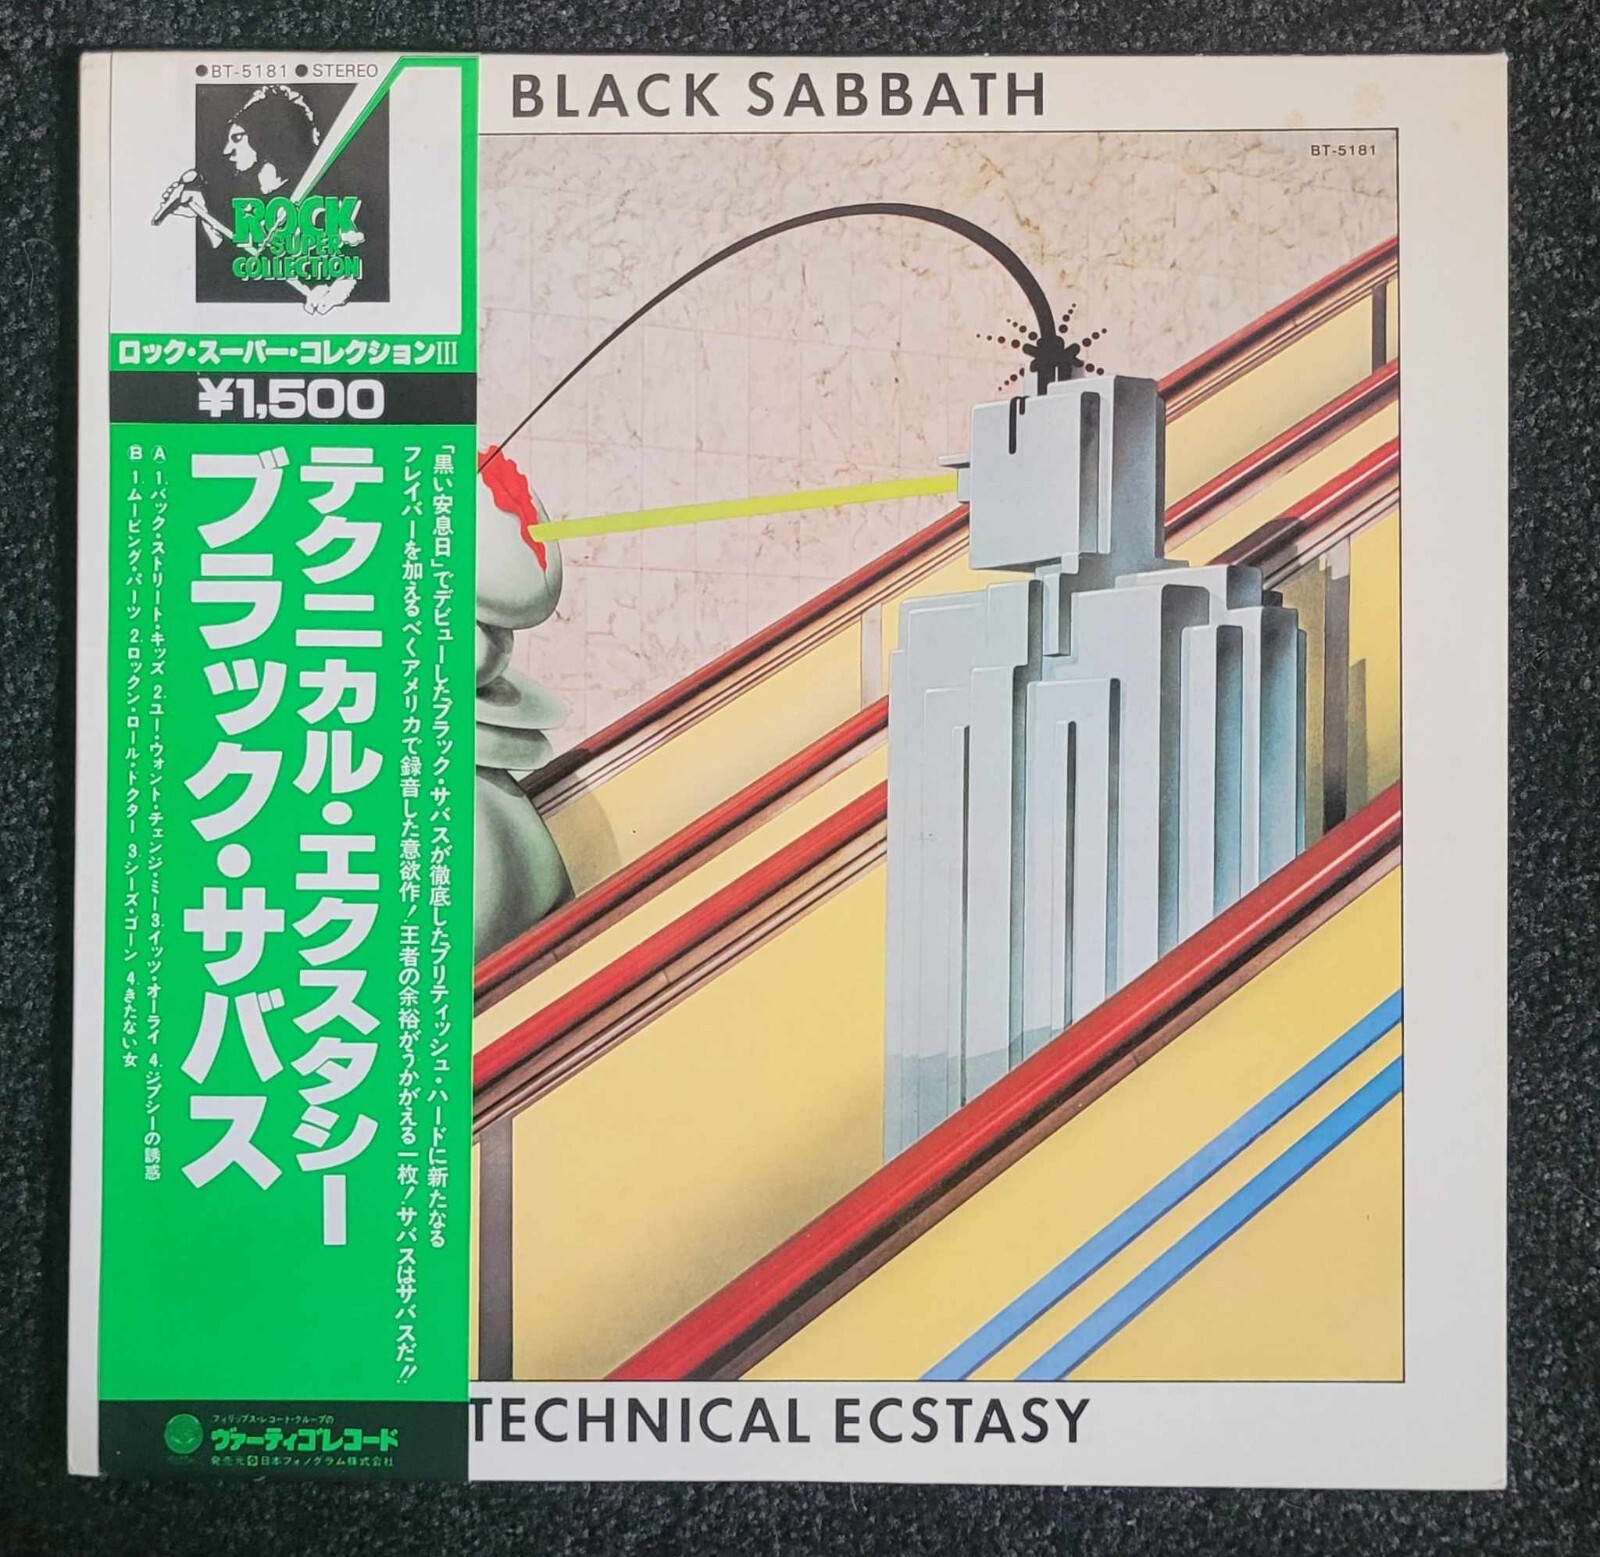 ●BT-5181 ●STEREO
ROCK
SUPER
COLLECTION
ロック・スーパー・コレクションIII
¥1,500
「黒い安息日」でデビューしたブラック・サバスが徹底したブリティッシュ・ハードに新たなる
フレイバーを加えるべくアメリカで録音した意欲作!王者の余裕がうかがえる一枚!サバスはサバスだ!!
テクニカル・エクスタシー
ブラック・サバス
Ⓐ 1.バック・ストリート・キッズ 2.ユー・ウォント・チェンジ・ミー 3.イッツ・オーライ 4.ジプシーの誘惑
Ⓑ 1.ムービング・パーツ 2.ロックン・ロール・ドクター 3.シーズ・ゴーン 4.きたない女
フィリップス・レコード・グループの
ヴァーティゴレコード
発売元 日本フォノグラム株式会社
BLACK SABBATH
BT-5181
TECHNICAL ECSTASY